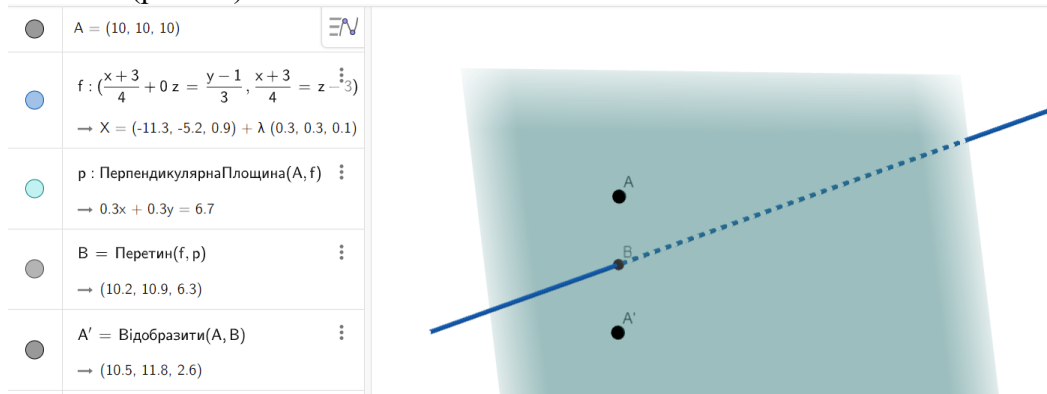 A = (10, 10, 10)
f : (x + 3 / 4 + 0 z = y − 1 / 3 , x + 3 / 4 = z − 3)
→ X = (-11.3, -5.2, 0.9) + λ (0.3, 0.3, 0.1)
p : ПерпендикулярнаПлощина(A, f)
→ 0.3x + 0.3y = 6.7
B = Перетин(f, p)
→ (10.2, 10.9, 6.3)
A′ = Відобразити(A, B)
→ (10.5, 11.8, 2.6)
A
B
A'